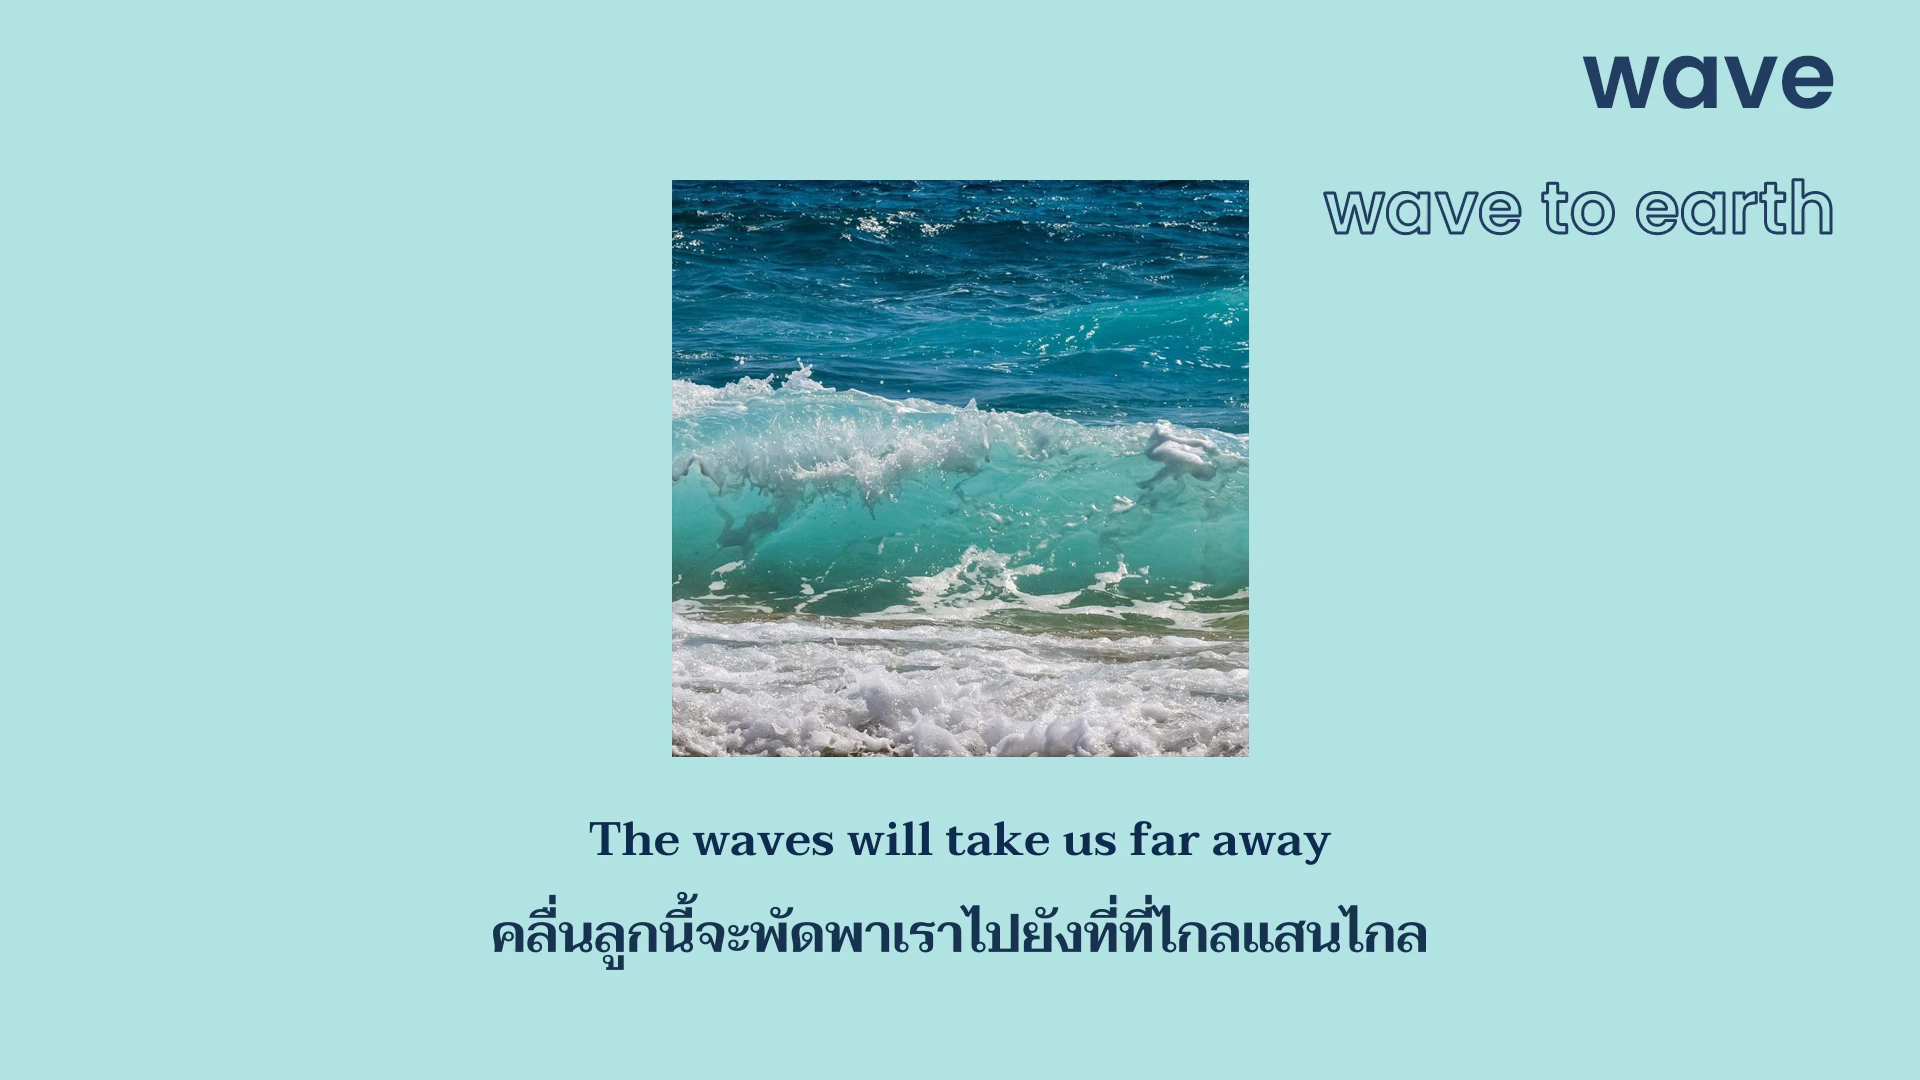 wave
wave to earth
The waves will take us far away
คลื่นลูกนี้จะพัดพาเราไปยังที่ที่ไกลแสนไกล